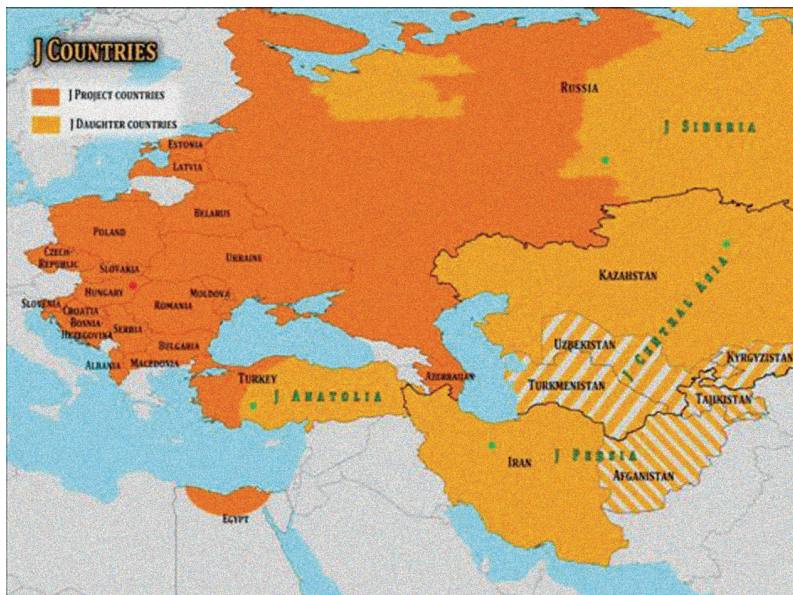 J COUNTRIES
J PROJECT COUNTRIES
J DAUGHTER COUNTRIES
RUSSIA
J SIBERIA
ESTONIA
LATVIA
BELARUS
POLAND
UKRAINE
CZECH
REPUBLIC
SLOVAKIA
KAZAHSTAN
HUNGARY
MOLDOVA
SLOVENIA
ROMANIA
CROATIA
BOSNIA
HEZEGOVINA
SERBIA
J CENTRAL ASIA
UZBEKISTAN
BULGARIA
KYRGYZISTAN
ALBANIA
MACEDONIA
TURKEY
AZERBAIJAN
TURKMENISTAN
J ANATOLIA
TAJIKISTAN
IRAN
J PERSIA
AFGANISTAN
EGYPT